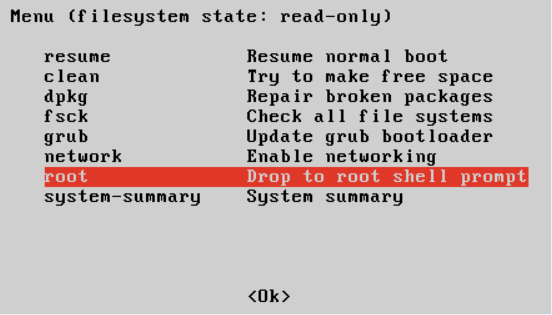 Menu (filesystem state: read-only)
resume Resume normal boot
clean Try to make free space
dpkg Repair broken packages
fsck Check all file systems
grub Update grub bootloader
network Enable networking
root Drop to root shell prompt
system-summary System summary
<Ok>